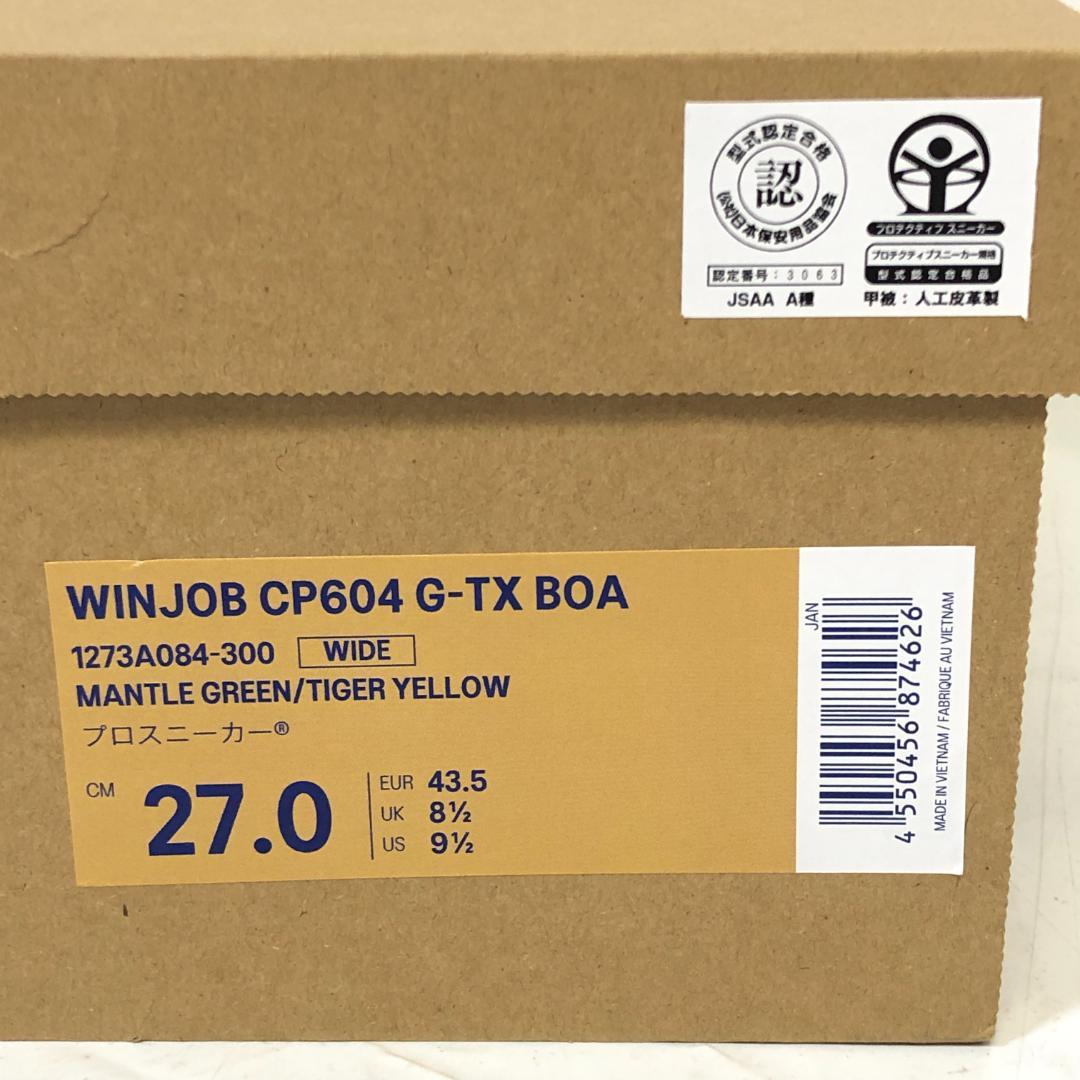 型式認定合格
認
(公社)日本保安用品協会
認定番号：3063
JSAA A種
プロテクティブ スニーカー
プロテクティブスニーカー規格
型式認定合格品
甲被：人工皮革製
WINJOB CP604 G-TX BOA
1273A084-300 WIDE
MANTLE GREEN/TIGER YELLOW
プロスニーカー®
CM 27.0
EUR 43.5
UK 8½
US 9½
JAN
4 550456 874626
MADE IN VIETNAM / FABRIQUE AU VIETNAM